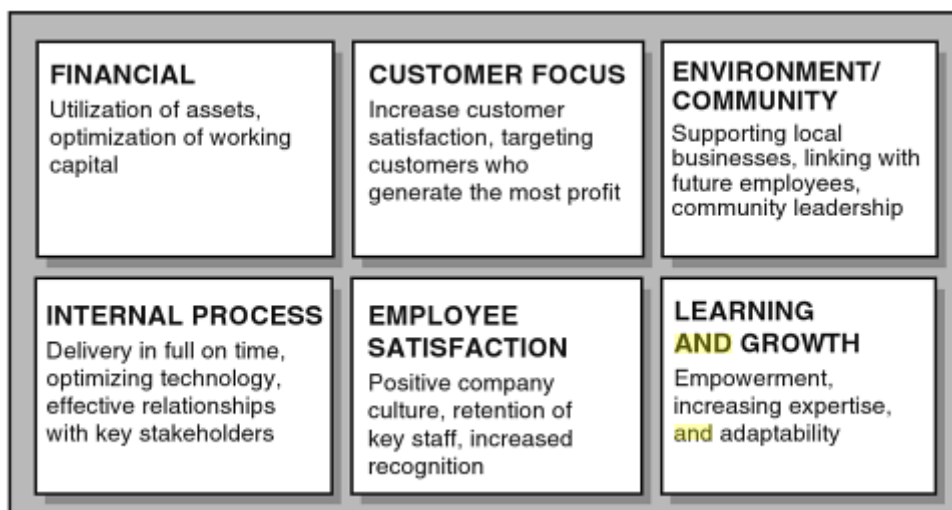 FINANCIAL
Utilization of assets,
optimization of working
capital
CUSTOMER FOCUS
Increase customer
satisfaction, targeting
customers who
generate the most profit
ENVIRONMENT/
COMMUNITY
Supporting local
businesses, linking with
future employees,
community leadership
INTERNAL PROCESS
Delivery in full on time,
optimizing technology,
effective relationships
with key stakeholders
EMPLOYEE
SATISFACTION
Positive company
culture, retention of
key staff, increased
recognition
LEARNING
AND GROWTH
Empowerment,
increasing expertise,
and adaptability